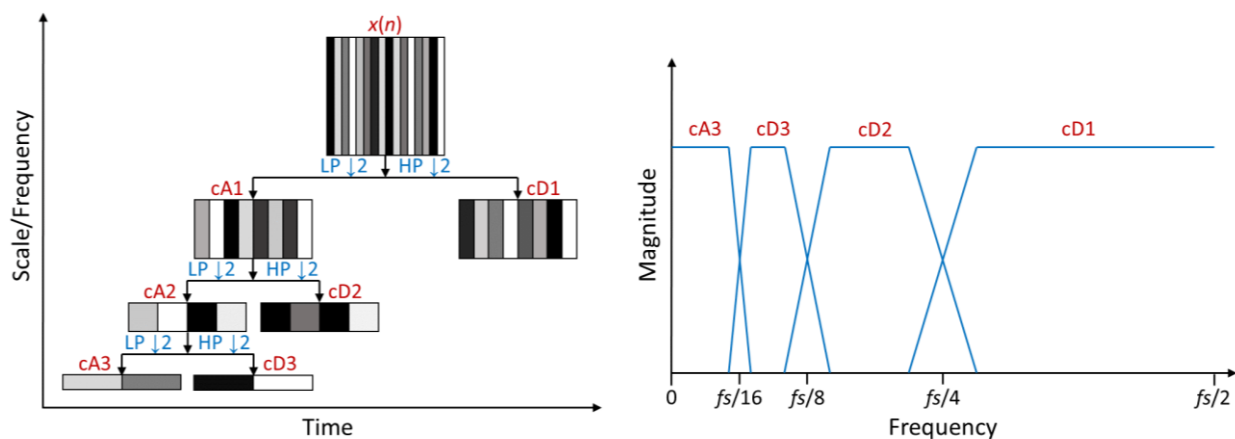 x(n)
LP ↓2 HP ↓2
cA1 cD1
LP ↓2 HP ↓2
cA2 cD2
LP ↓2 HP ↓2
cA3 cD3
Scale/Frequency
Time
cA3 cD3 cD2 cD1
Magnitude
0 fs/16 fs/8 fs/4 fs/2
Frequency